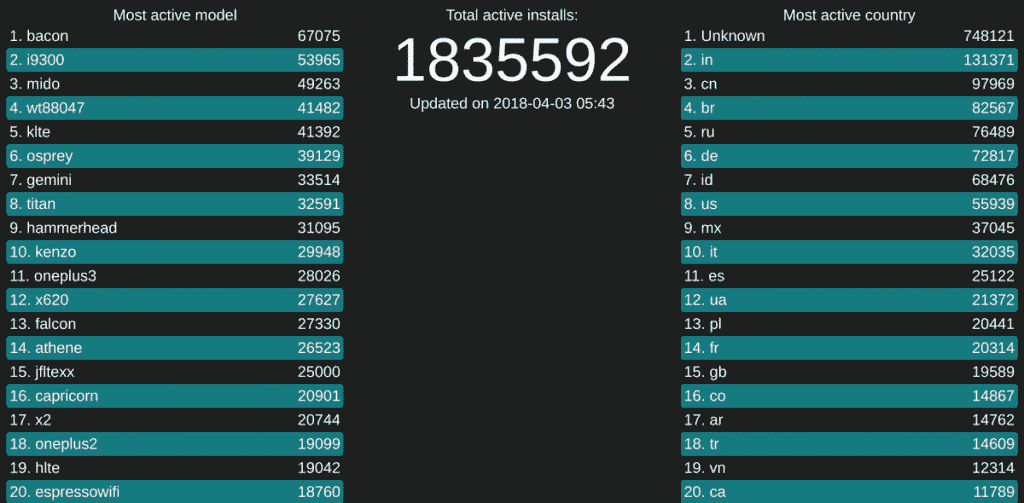 Most active model
1. bacon 67075
2. i9300 53965
3. mido 49263
4. wt88047 41482
5. klte 41392
6. osprey 39129
7. gemini 33514
8. titan 32591
9. hammerhead 31095
10. kenzo 29948
11. oneplus3 28026
12. x620 27627
13. falcon 27330
14. athene 26523
15. jfltexx 25000
16. capricorn 20901
17. x2 20744
18. oneplus2 19099
19. hlte 19042
20. espressowifi 18760
Total active installs:
1835592
Updated on 2018-04-03 05:43
Most active country
1. Unknown 748121
2. in 131371
3. cn 97969
4. br 82567
5. ru 76489
6. de 72817
7. id 68476
8. us 55939
9. mx 37045
10. it 32035
11. es 25122
12. ua 21372
13. pl 20441
14. fr 20314
15. gb 19589
16. co 14867
17. ar 14762
18. tr 14609
19. vn 12314
20. ca 11789